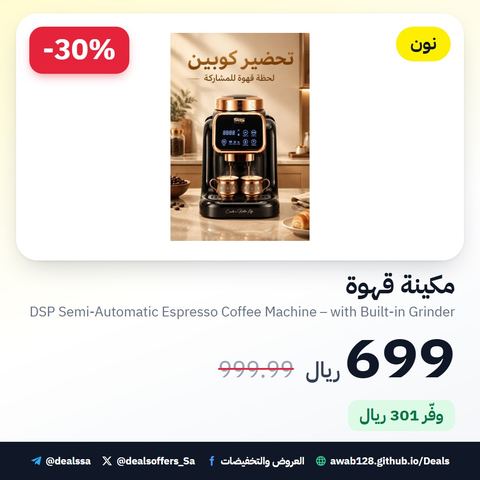 -30%
نون
تحضير كوبين
لحظة قهوة للمشاركة
مكينة قهوة
DSP Semi-Automatic Espresso Coffee Machine – with Built-in Grinder
699 ريال 999.99
وفّر 301 ريال
@dealssa @dealsoffers_Sa العروض والتخفيضات awab128.github.io/Deals